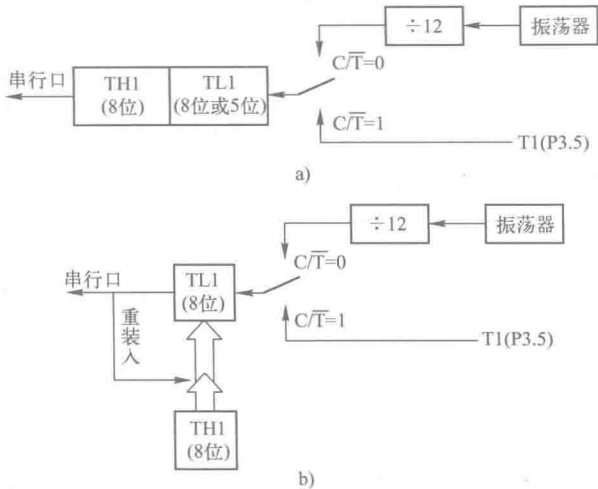 ÷12
振荡器
C/T̅=0
串行口
TH1
(8位)
TL1
(8位或5位)
C/T̅=1
T1(P3.5)
a)
÷12
振荡器
C/T̅=0
串行口
TL1
(8位)
C/T̅=1
重装入
T1(P3.5)
TH1
(8位)
b)